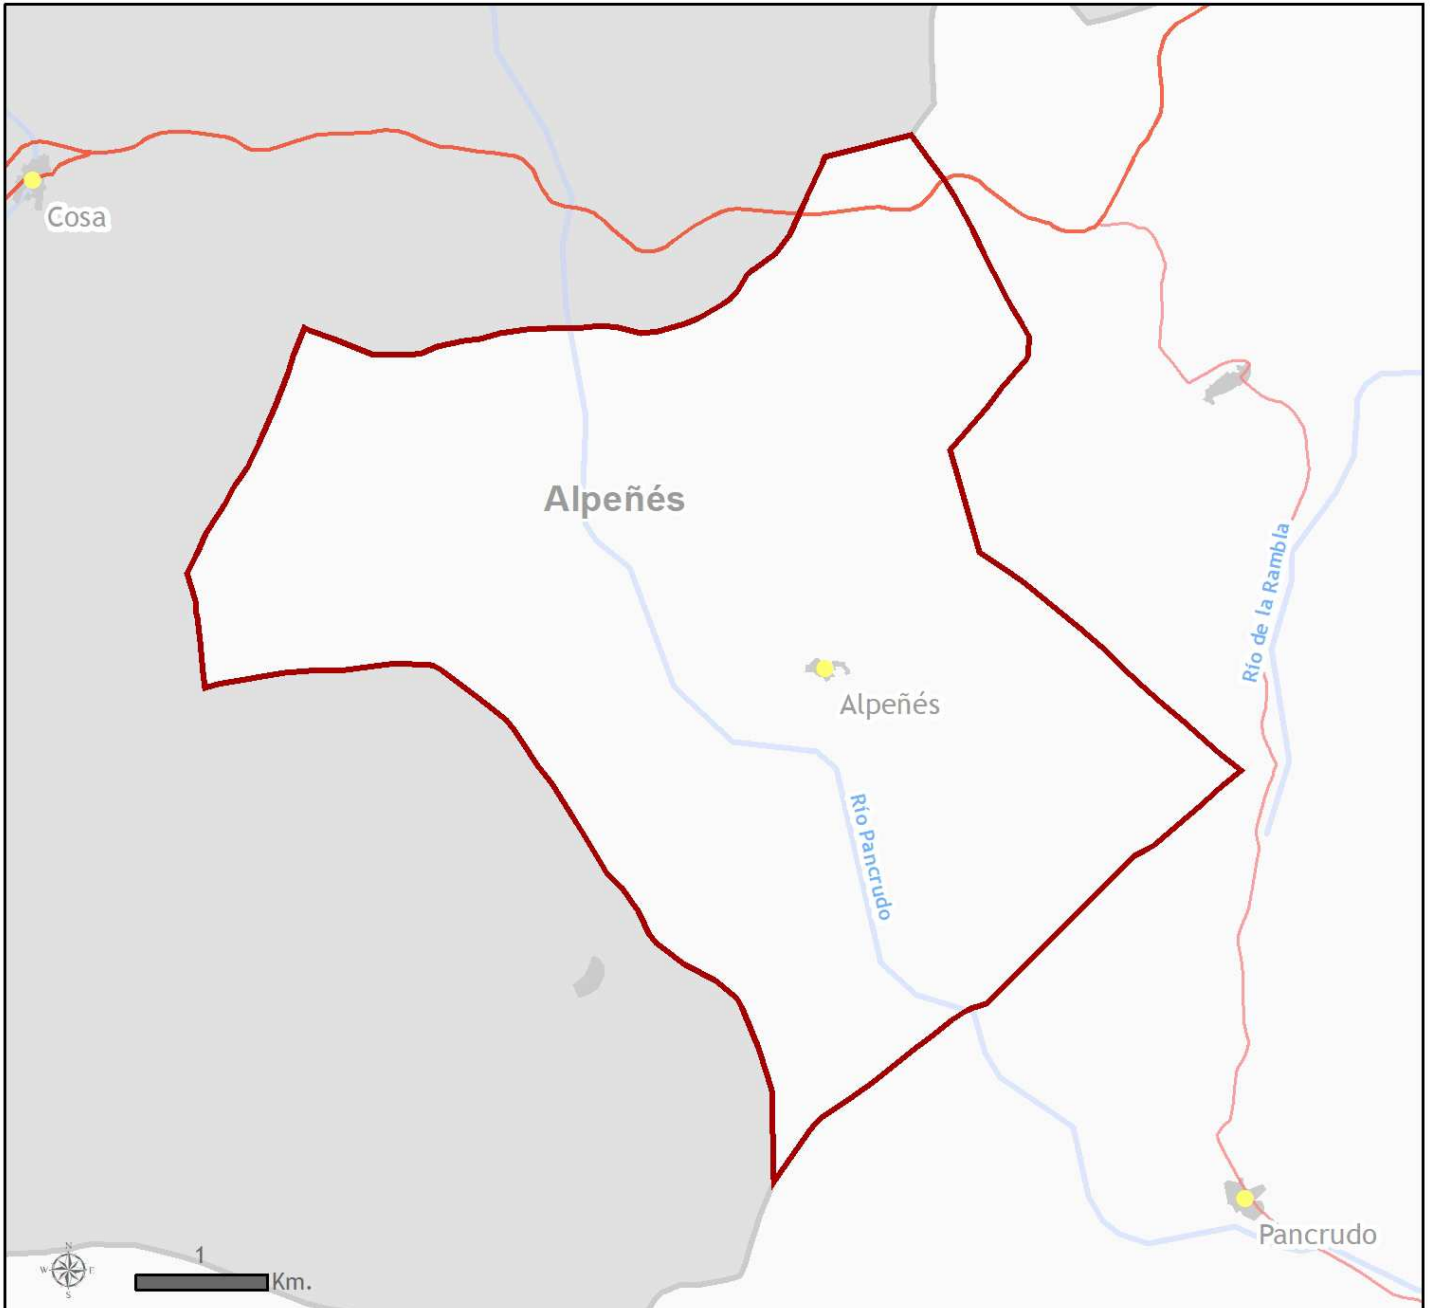 Cosa
Alpeñés
Río de la Rambla
Alpeñés
Río Pancrudo
Pancrudo
N
W E
S
1
Km.